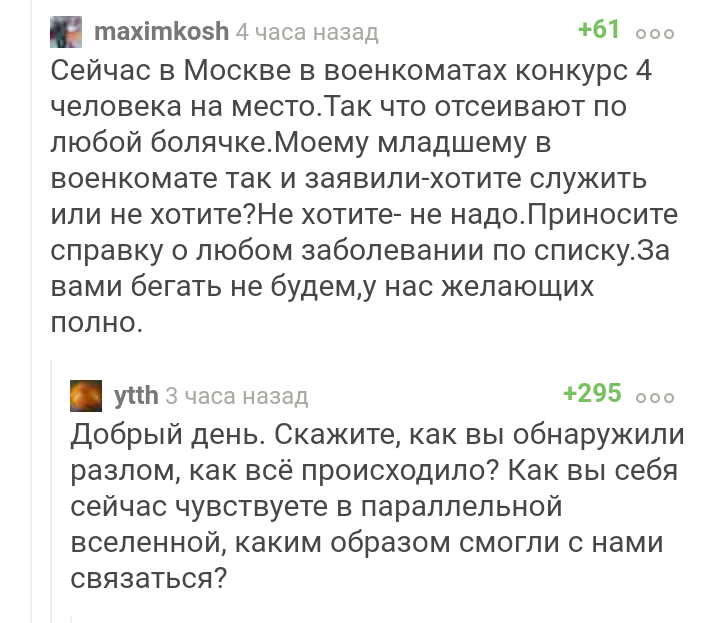 maximkosh 4 часа назад +61
Сейчас в Москве в военкоматах конкурс 4
человека на место.Так что отсеивают по
любой болячке.Моему младшему в
военкомате так и заявили-хотите служить
или не хотите?Не хотите- не надо.Приносите
справку о любом заболевании по списку.За
вами бегать не будем,у нас желающих
полно.
ytth 3 часа назад +295
Добрый день. Скажите, как вы обнаружили
разлом, как всё происходило? Как вы себя
сейчас чувствуете в параллельной
вселенной, каким образом смогли с нами
связаться?